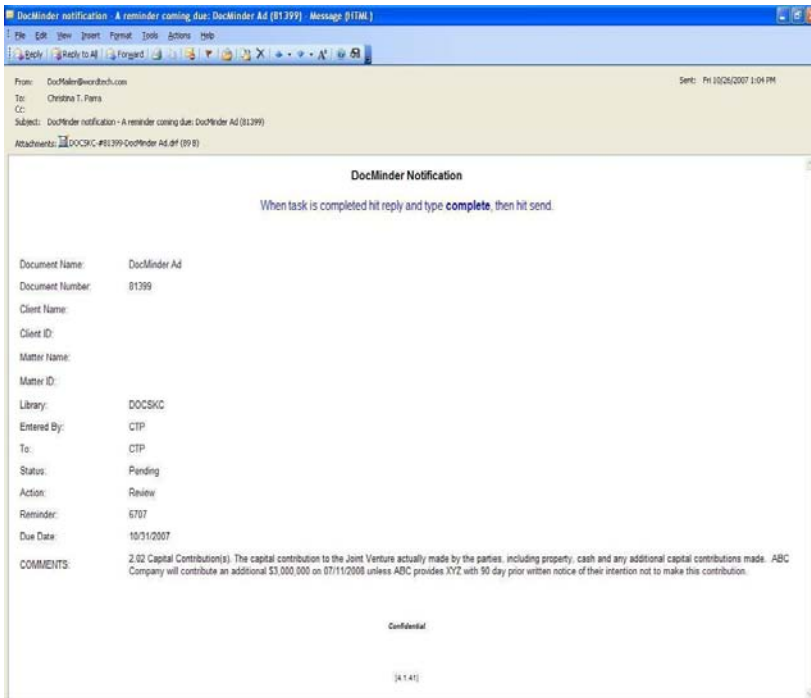 DocMinder notification - A reminder coming due: DocMinder Ad (81399) - Message (HTML)
File Edit View Insert Format Tools Actions Help
Reply Reply to All Forward
From: DocMailer@wordtech.com Sent: Fri 10/26/2007 1:04 PM
To: Christina T. Parra
Cc:
Subject: DocMinder notification - A reminder coming due: DocMinder Ad (81399)
Attachments: DOCSKC-#81399-DocMinder Ad.drf (89 B)
DocMinder Notification
When task is completed hit reply and type complete, then hit send.
Document Name: DocMinder Ad
Document Number: 81399
Client Name:
Client ID:
Matter Name:
Matter ID:
Library: DOCSKC
Entered By: CTP
To: CTP
Status: Pending
Action: Review
Reminder: 6707
Due Date: 10/31/2007
COMMENTS: 2.02 Capital Contribution(s). The capital contribution to the Joint Venture actually made by the parties, including property, cash and any additional capital contributions made. ABC
Company will contribute an additional $3,000,000 on 07/11/2008 unless ABC provides XYZ with 90 day prior written notice of their intention not to make this contribution.
Confidential
[4.1.41]